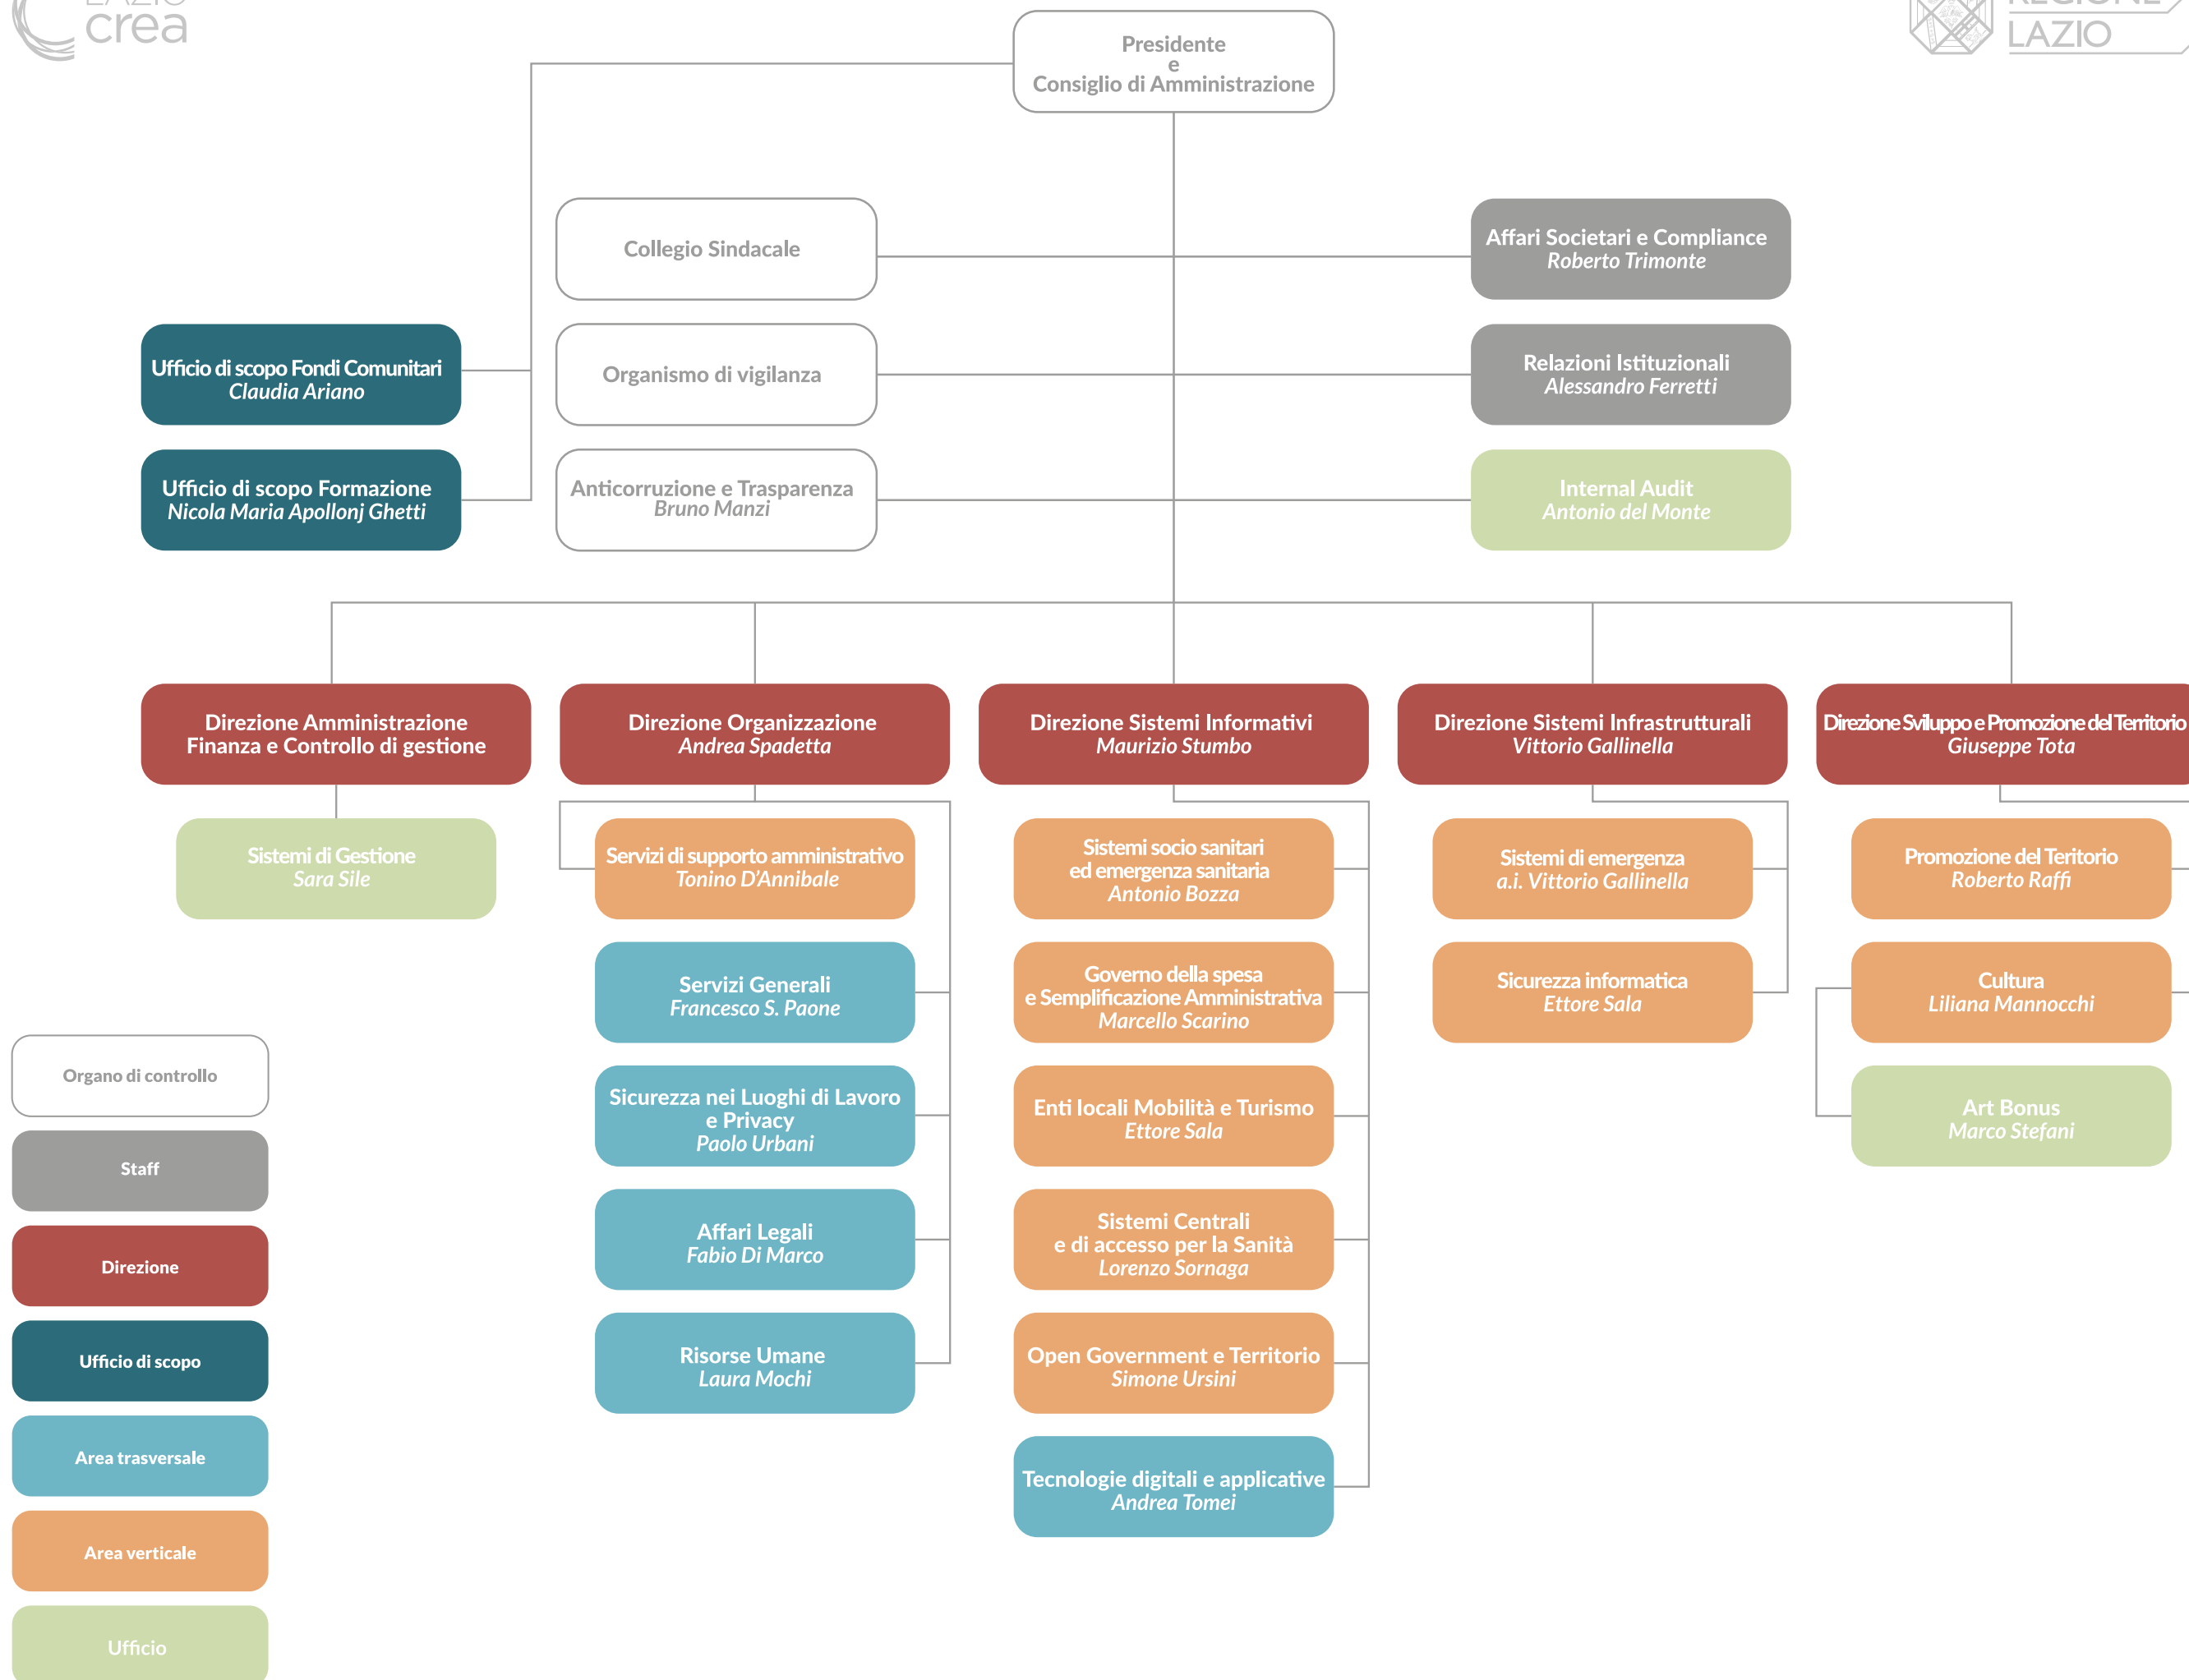 LAZIO
crea
REGIONE
LAZIO
Presidente
e
Consiglio di Amministrazione
Collegio Sindacale
Affari Societari e Compliance
Roberto Trimonte
Ufficio di scopo Fondi Comunitari
Claudia Ariano
Organismo di vigilanza
Relazioni Istituzionali
Alessandro Ferretti
Ufficio di scopo Formazione
Nicola Maria Apollonj Ghetti
Anticorruzione e Trasparenza
Bruno Manzi
Internal Audit
Antonio del Monte
Direzione Amministrazione
Finanza e Controllo di gestione
Direzione Organizzazione
Andrea Spadetta
Direzione Sistemi Informativi
Maurizio Stumbo
Direzione Sistemi Infrastrutturali
Vittorio Gallinella
Direzione Sviluppo e Promozione del Territorio
Giuseppe Tota
Sistemi di Gestione
Sara Sile
Servizi di supporto amministrativo
Tonino D'Annibale
Servizi Generali
Francesco S. Paone
Sicurezza nei Luoghi di Lavoro
e Privacy
Paolo Urbani
Affari Legali
Fabio Di Marco
Risorse Umane
Laura Mochi
Sistemi socio sanitari
ed emergenza sanitaria
Antonio Bozza
Governo della spesa
e Semplificazione Amministrativa
Marcello Scarino
Enti locali Mobilità e Turismo
Ettore Sala
Sistemi Centrali
e di accesso per la Sanità
Lorenzo Sornaga
Open Government e Territorio
Simone Ursini
Tecnologie digitali e applicative
Andrea Tomei
Sistemi di emergenza
a.i. Vittorio Gallinella
Sicurezza informatica
Ettore Sala
Promozione del Teritorio
Roberto Raffi
Cultura
Liliana Mannocchi
Art Bonus
Marco Stefani
Organo di controllo
Staff
Direzione
Ufficio di scopo
Area trasversale
Area verticale
Ufficio